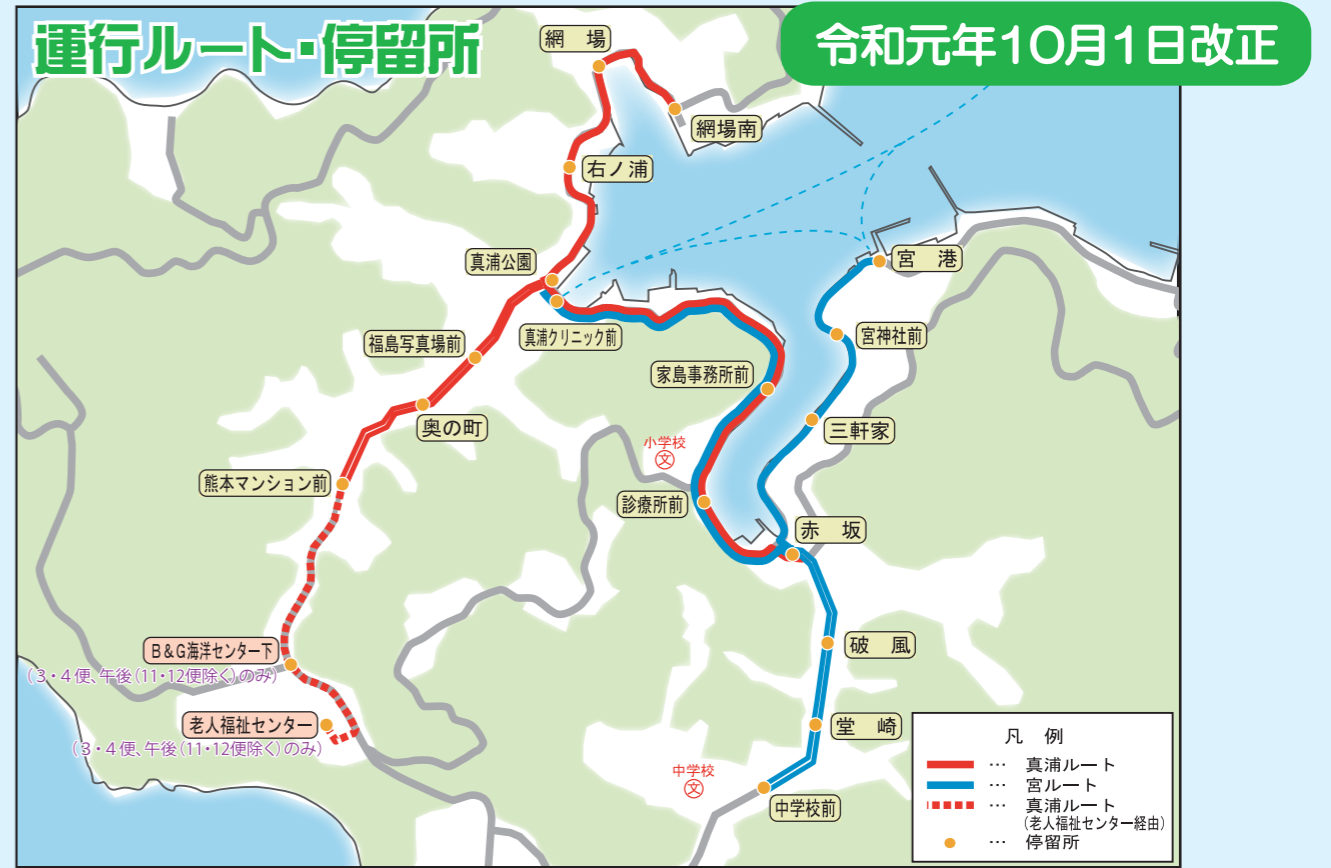 運行ルート・停留所
令和元年10月1日改正
網　場
網場南
右ノ浦
真浦公園
宮　港
真浦クリニック前
宮神社前
福島写真場前
家島事務所前
奥の町
三軒家
小学校
文
熊本マンション前
診療所前
赤　坂
破　風
B&G海洋センター下
(3・4便、午後(11・12便除く)のみ)
老人福祉センター
(3・4便、午後(11・12便除く)のみ)
堂　崎
中学校
文
中学校前
凡　例
… 真浦ルート
… 宮ルート
… 真浦ルート
(老人福祉センター経由)
… 停留所